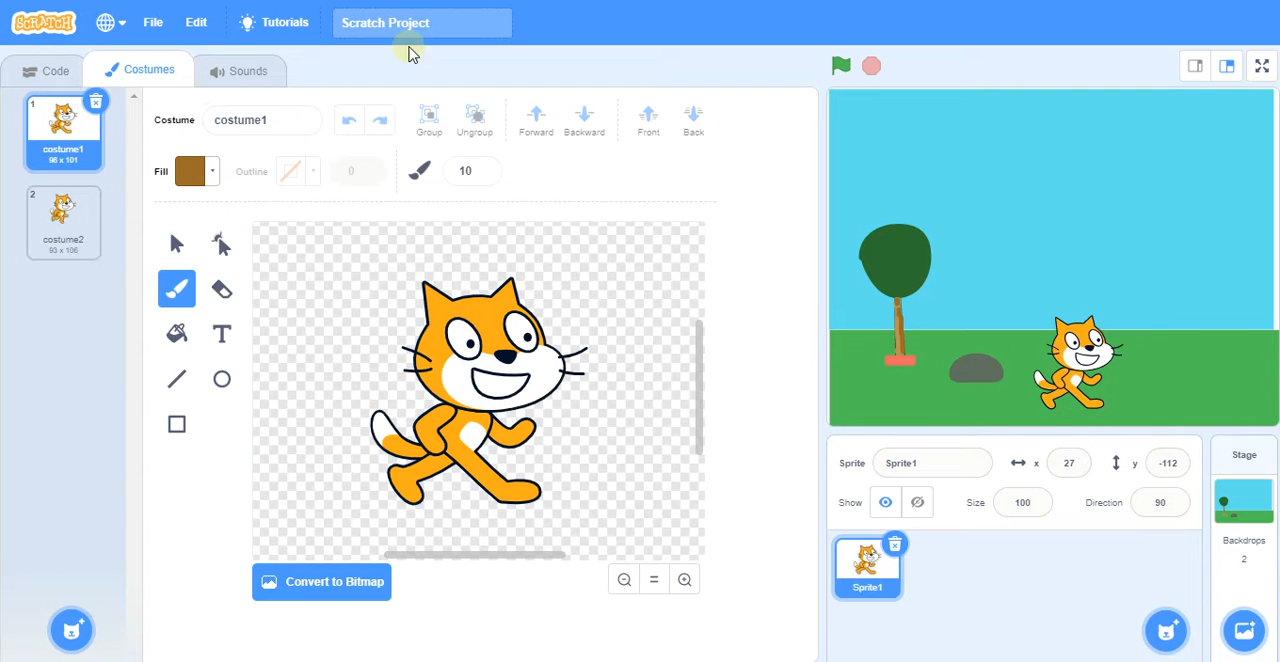 SCRATCH File Edit Tutorials Scratch Project
Code Costumes Sounds
1
costume1
96 x 101
2
costume2
93 x 106
Costume costume1 Group Ungroup Forward Backward Front Back
Fill Outline 0 10
Convert to Bitmap
Sprite Sprite1 x 27 y -112
Show Size 100 Direction 90
Sprite1
Stage
Backdrops
2